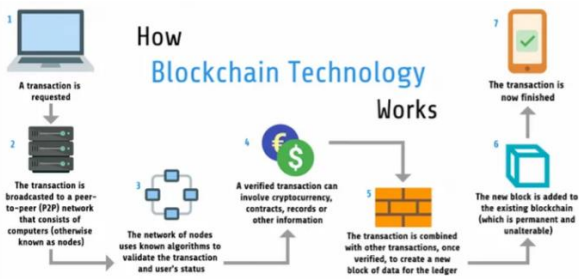 How
Blockchain Technology
Works
1
A transaction is
requested
2
The transaction is
broadcasted to a peer-
to-peer (P2P) network
that consists of
computers (otherwise
known as nodes)
3
The network of nodes
uses known algorithms to
validate the transaction
and user's status
4
€
$
A verified transaction can
involve cryptocurrency,
contracts, records or
other information
5
The transaction is combined
with other transactions, once
verified, to create a new
block of data for the ledger
6
The new block is added to
the existing blockchain
(which is permanent and
unalterable)
7
The transaction is
now finished